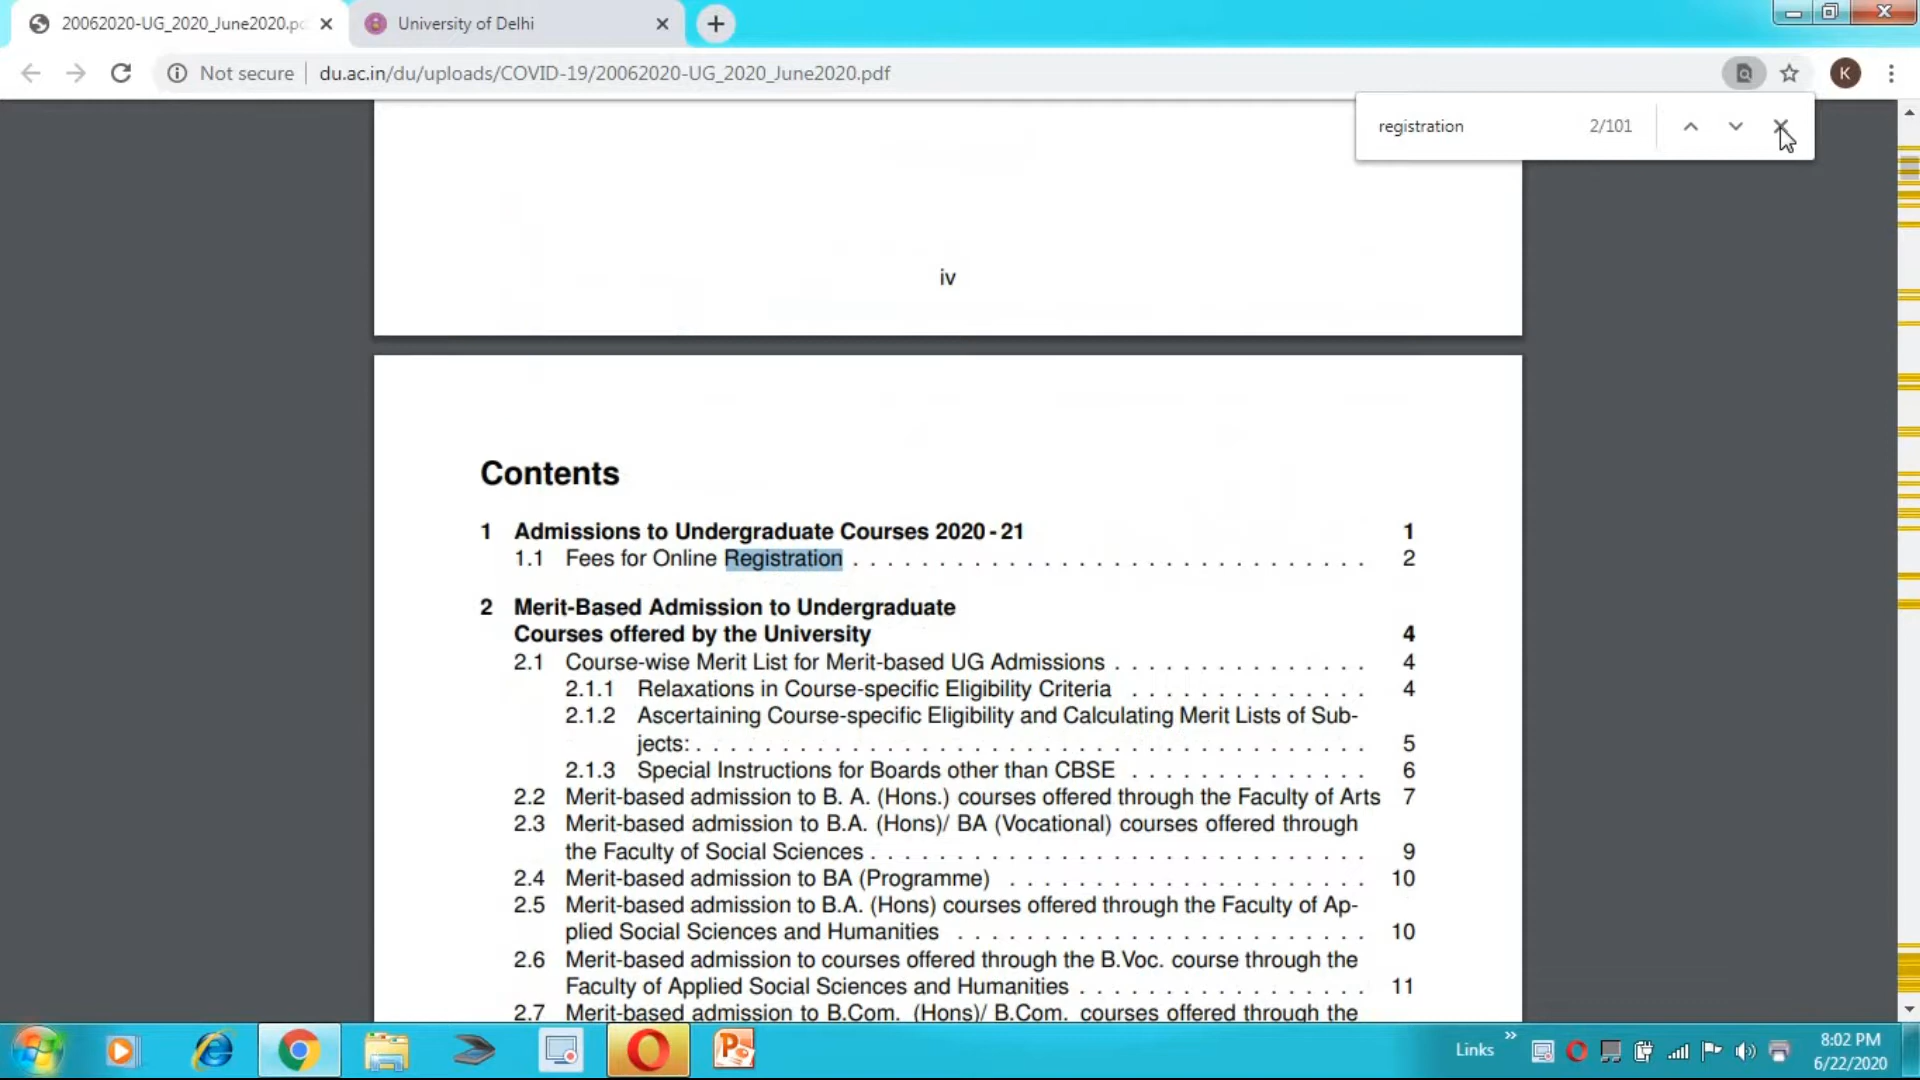 20062020-UG_2020_June2020.pd
University of Delhi
Not secure
du.ac.in/du/uploads/COVID-19/20062020-UG_2020_June2020.pdf
K
registration 2/101
iv
Contents
1 Admissions to Undergraduate Courses 2020 - 21 1
1.1 Fees for Online Registration . . . . . . . . . . . . . . . . . . . . . . . . . . . . . . 2
2 Merit-Based Admission to Undergraduate
Courses offered by the University 4
2.1 Course-wise Merit List for Merit-based UG Admissions . . . . . . . . . . . . . . . 4
2.1.1 Relaxations in Course-specific Eligibility Criteria . . . . . . . . . . . . . . 4
2.1.2 Ascertaining Course-specific Eligibility and Calculating Merit Lists of Sub-
jects: . . . . . . . . . . . . . . . . . . . . . . . . . . . . . . . . . . . . . . . 5
2.1.3 Special Instructions for Boards other than CBSE . . . . . . . . . . . . . . 6
2.2 Merit-based admission to B. A. (Hons.) courses offered through the Faculty of Arts 7
2.3 Merit-based admission to B.A. (Hons)/ BA (Vocational) courses offered through
the Faculty of Social Sciences . . . . . . . . . . . . . . . . . . . . . . . . . . . . . 9
2.4 Merit-based admission to BA (Programme) . . . . . . . . . . . . . . . . . . . . . 10
2.5 Merit-based admission to B.A. (Hons) courses offered through the Faculty of Ap-
plied Social Sciences and Humanities . . . . . . . . . . . . . . . . . . . . . . . . 10
2.6 Merit-based admission to courses offered through the B.Voc. course through the
Faculty of Applied Social Sciences and Humanities . . . . . . . . . . . . . . . . . 11
2.7 Merit-based admission to B.Com. (Hons)/ B.Com. courses offered through the
Links
8:02 PM
6/22/2020